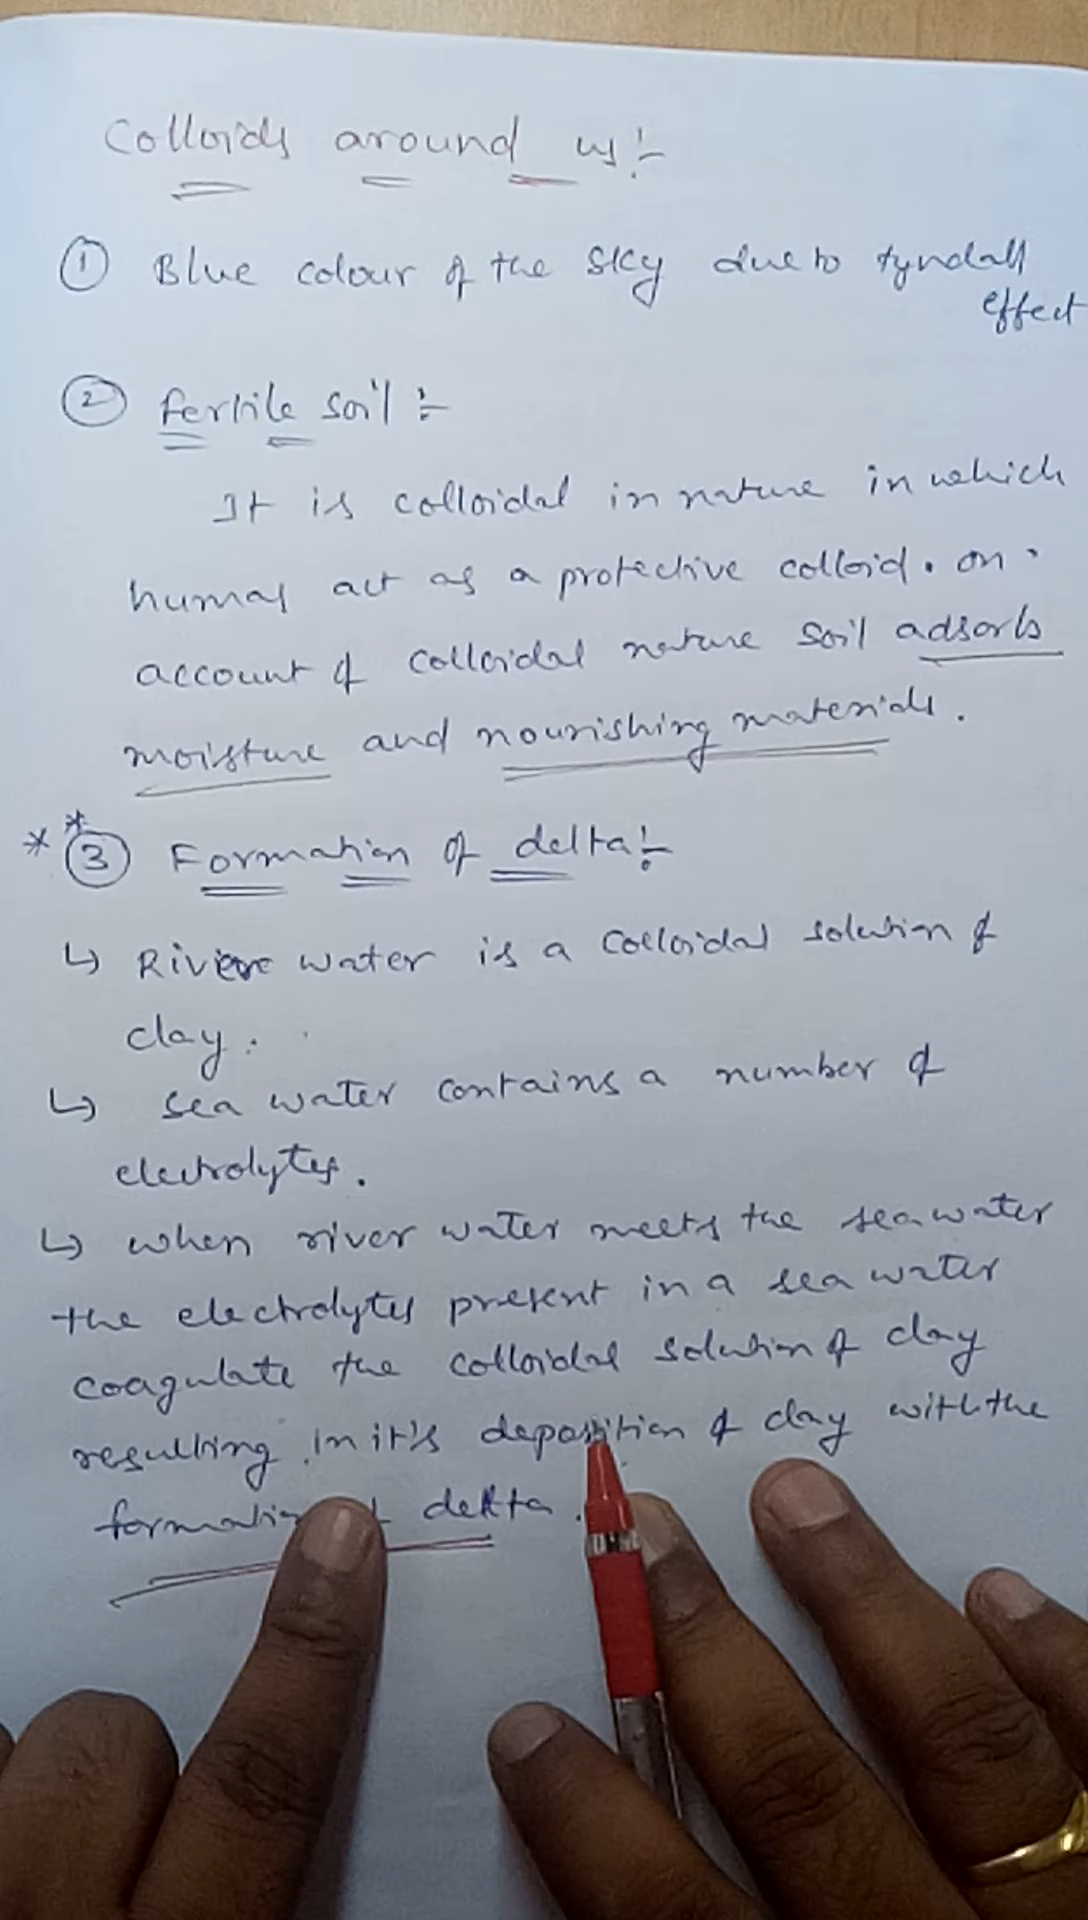 Colloids around us:-
① Blue colour of the sky due to tyndall
effect
② fertile soil :-
It is colloidal in nature in which
humas act as a protective colloid. on
account of colloidal nature soil adsorbs
moisture and nourishing materials.
** ③ Formation of delta:-
↳ River water is a colloidal solution of
clay.
↳ sea water contains a number of
electrolytes.
↳ when river water meets the sea water
the electrolytes present in a sea water
coagulate the colloidal solution of clay
resulting in it's deposition of clay with the
formation of delta.